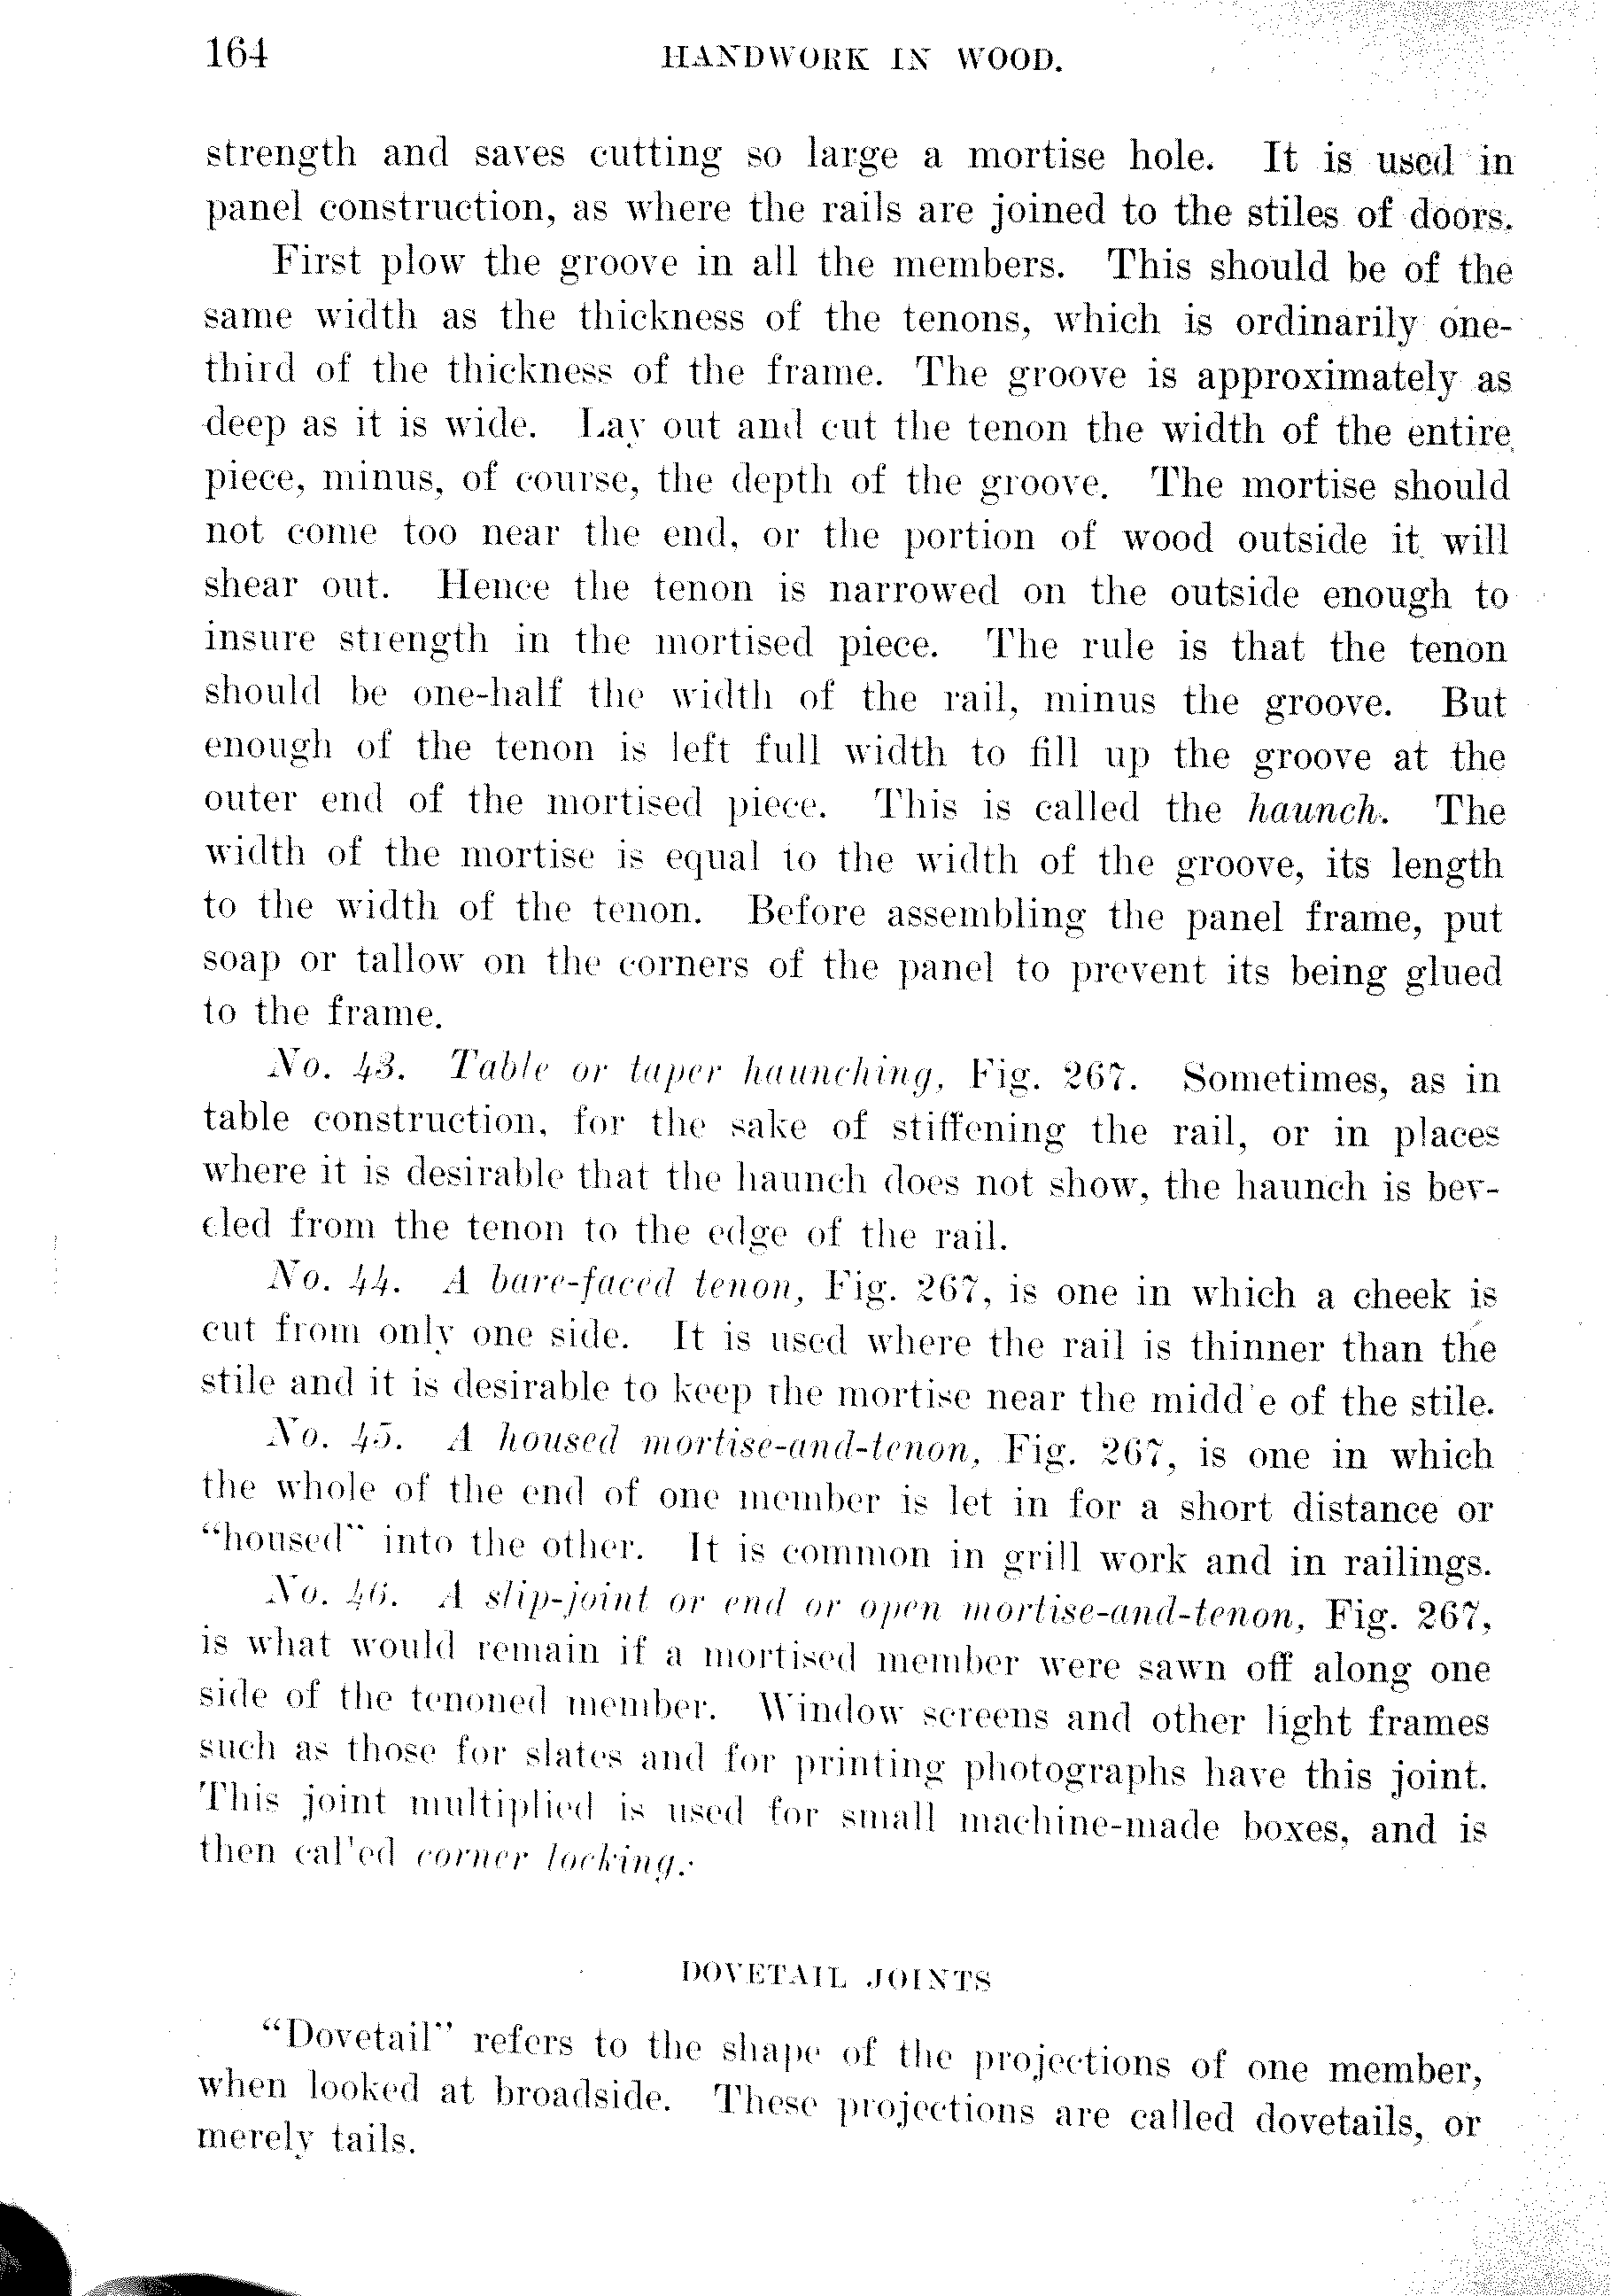 164 HANDWORK IN WOOD.
strength and saves cutting so large a mortise hole. It is used in
panel construction, as where the rails are joined to the stiles of doors.
First plow the groove in all the members. This should be of the
same width as the thickness of the tenons, which is ordinarily one-
third of the thickness of the frame. The groove is approximately as
deep as it is wide. Lay out and cut the tenon the width of the entire
piece, minus, of course, the depth of the groove. The mortise should
not come too near the end, or the portion of wood outside it will
shear out. Hence the tenon is narrowed on the outside enough to
insure strength in the mortised piece. The rule is that the tenon
should be one-half the width of the rail, minus the groove. But
enough of the tenon is left full width to fill up the groove at the
outer end of the mortised piece. This is called the haunch. The
width of the mortise is equal to the width of the groove, its length
to the width of the tenon. Before assembling the panel frame, put
soap or tallow on the corners of the panel to prevent its being glued
to the frame.
No. 43. Table or taper haunching, Fig. 267. Sometimes, as in
table construction, for the sake of stiffening the rail, or in places
where it is desirable that the haunch does not show, the haunch is bev-
eled from the tenon to the edge of the rail.
No. 44. A bare-faced tenon, Fig. 267, is one in which a cheek is
cut from only one side. It is used where the rail is thinner than the
stile and it is desirable to keep the mortise near the midd'e of the stile.
No. 45. A housed mortise-and-tenon, Fig. 267, is one in which
the whole of the end of one member is let in for a short distance or
"housed" into the other. It is common in grill work and in railings.
No. 46. A slip-joint or end or open mortise-and-tenon, Fig. 267,
is what would remain if a mortised member were sawn off along one
side of the tenoned member. Window screens and other light frames
such as those for slates and for printing photographs have this joint.
This joint multiplied is used for small machine-made boxes, and is
then cal'ed corner locking.
DOVETAIL JOINTS
"Dovetail" refers to the shape of the projections of one member,
when looked at broadside. These projections are called dovetails, or
merely tails.